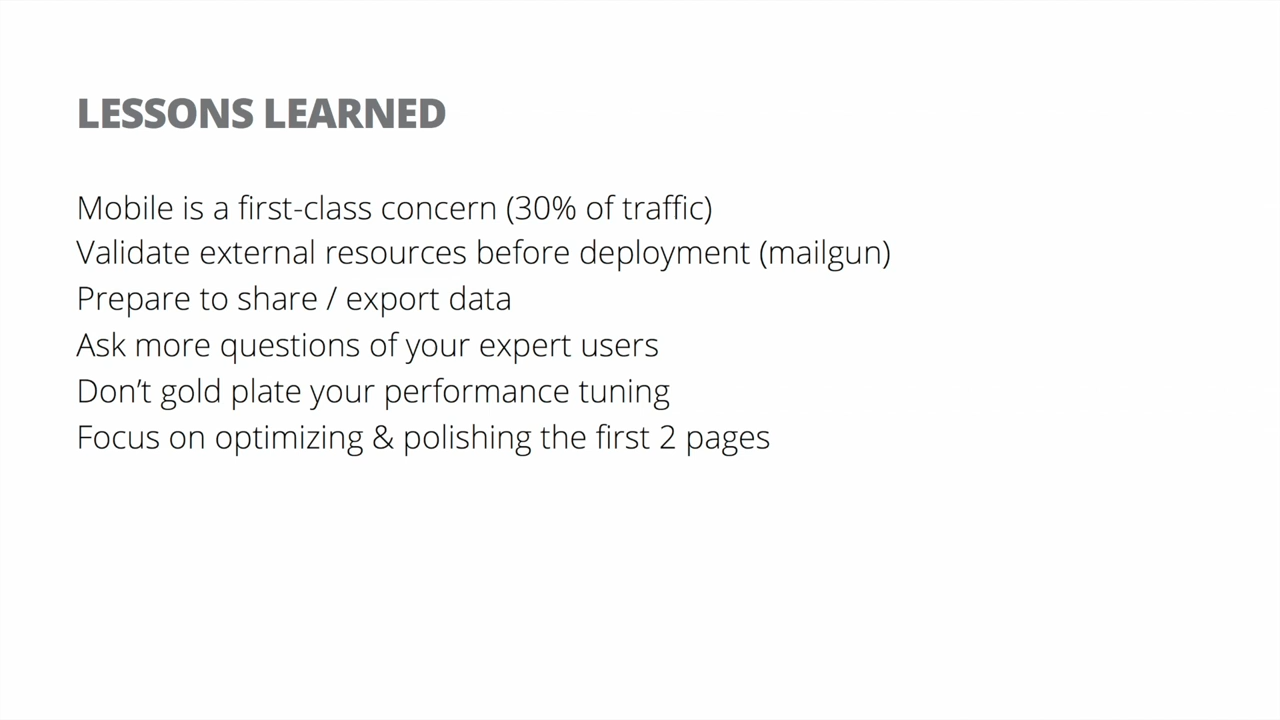 LESSONS LEARNED
Mobile is a first-class concern (30% of traffic)
Validate external resources before deployment (mailgun)
Prepare to share / export data
Ask more questions of your expert users
Don’t gold plate your performance tuning
Focus on optimizing & polishing the first 2 pages